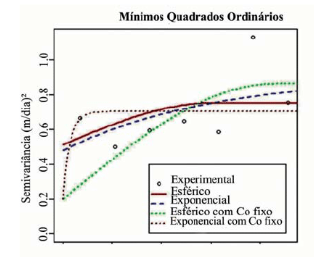 Mínimos Quadrados Ordinários
Semivariância (m/dia)²
1.0
0.8
0.6
0.4
0.2
0.0
Experimental
Esférico
Exponencial
Esférico com Co fixo
Exponencial com Co fixo